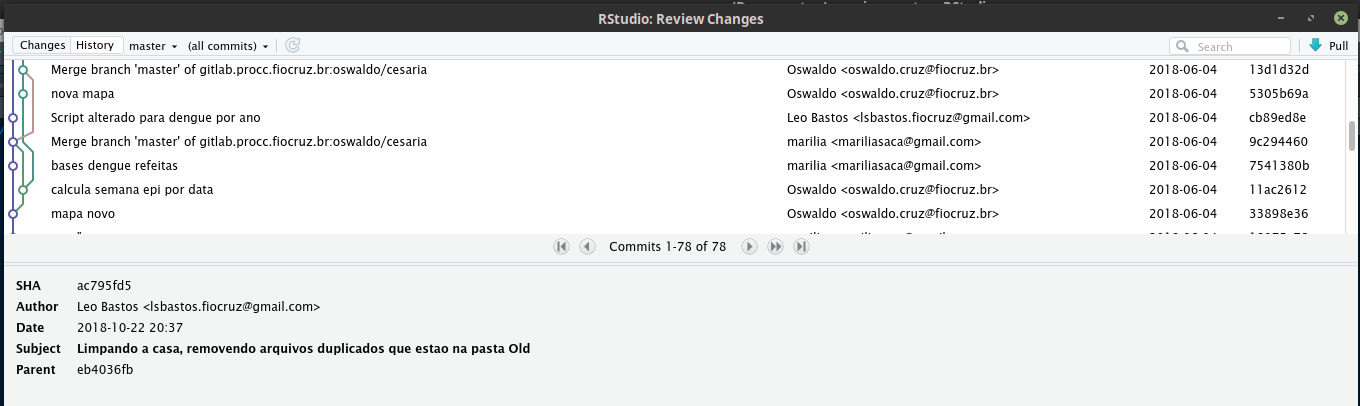 RStudio: Review Changes
Changes History master (all commits) Search Pull
Merge branch 'master' of gitlab.procc.fiocruz.br:oswaldo/cesaria Oswaldo <oswaldo.cruz@fiocruz.br> 2018-06-04 13d1d32d
nova mapa Oswaldo <oswaldo.cruz@fiocruz.br> 2018-06-04 5305b69a
Script alterado para dengue por ano Leo Bastos <lsbastos.fiocruz@gmail.com> 2018-06-04 cb89ed8e
Merge branch 'master' of gitlab.procc.fiocruz.br:oswaldo/cesaria marilia <mariliasaca@gmail.com> 2018-06-04 9c294460
bases dengue refeitas marilia <mariliasaca@gmail.com> 2018-06-04 7541380b
calcula semana epi por data Oswaldo <oswaldo.cruz@fiocruz.br> 2018-06-04 11ac2612
mapa novo Oswaldo <oswaldo.cruz@fiocruz.br> 2018-06-04 33898e36
Commits 1-78 of 78
SHA ac795fd5
Author Leo Bastos <lsbastos.fiocruz@gmail.com>
Date 2018-10-22 20:37
Subject Limpando a casa, removendo arquivos duplicados que estao na pasta Old
Parent eb4036fb